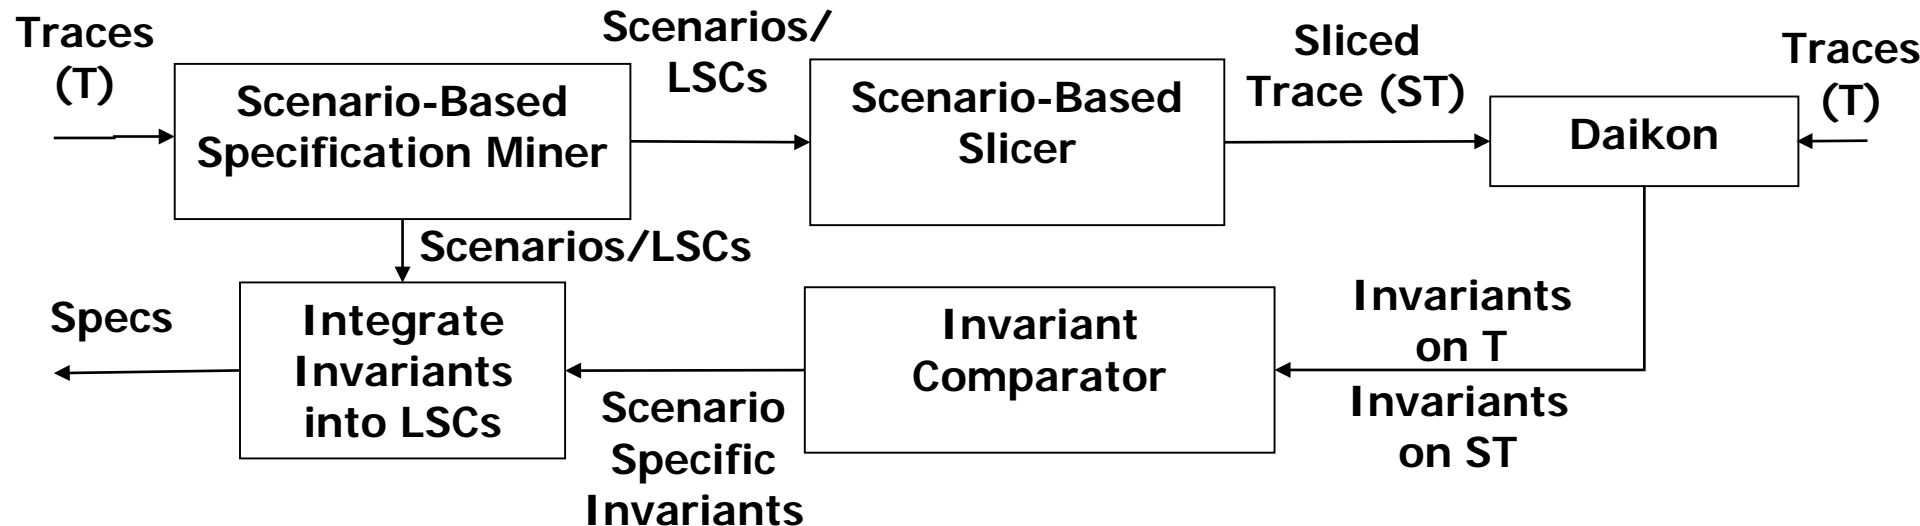 Traces
(T)
Scenario-Based
Specification Miner
Scenarios/
LSCs
Scenario-Based
Slicer
Sliced
Trace (ST)
Daikon
Traces
(T)
Scenarios/LSCs
Specs
Integrate
Invariants
into LSCs
Scenario
Specific
Invariants
Invariant
Comparator
Invariants
on T
Invariants
on ST